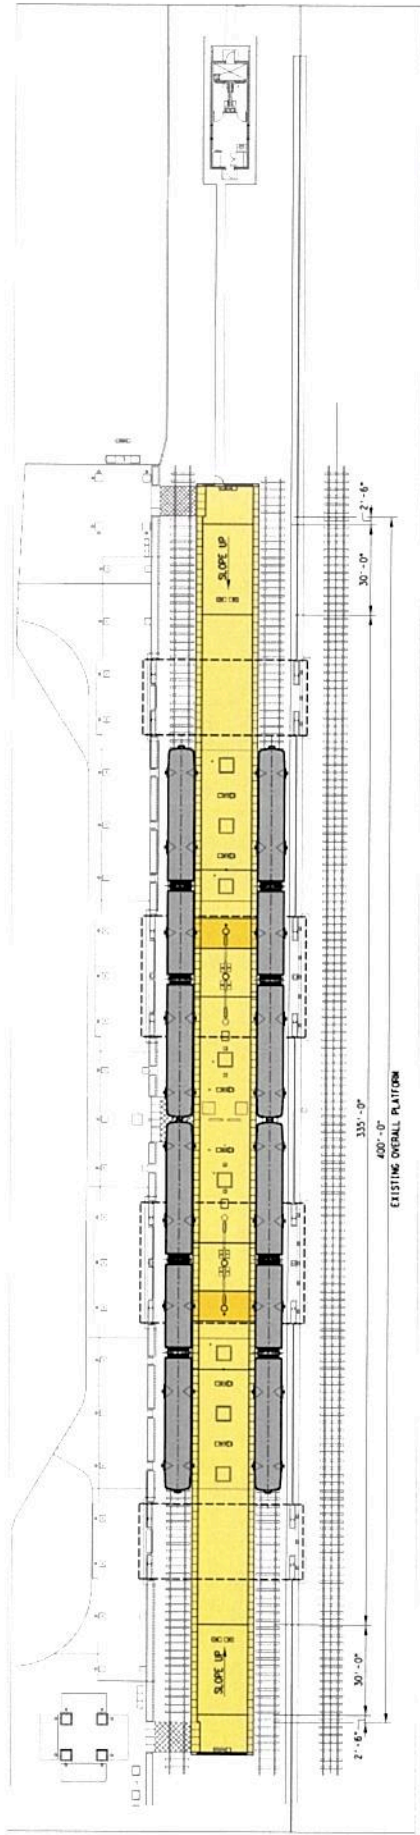 SLOPE UP
2'-6"
30'-0"
335'-0"
400'-0"
EXISTING OVERALL PLATFORM
SLOPE UP
30'-0"
2'-6"